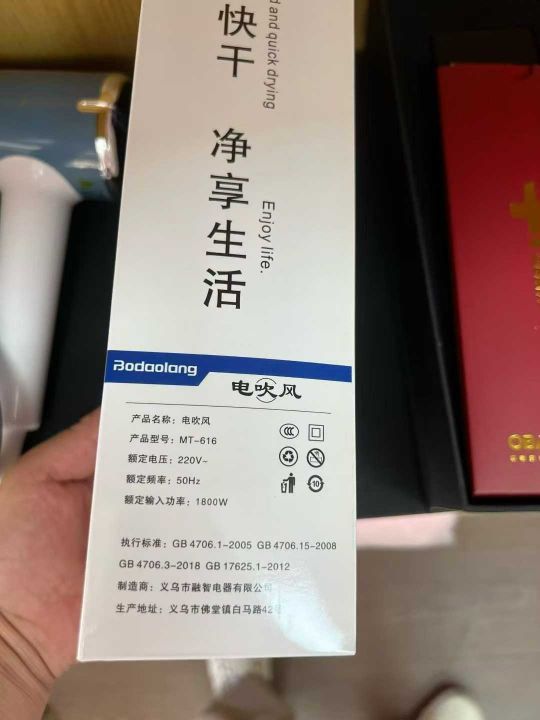 快干
d and quick drying
净享生活
Enjoy life.
Bodaolang
电吹风
产品名称：电吹风
产品型号：MT-616
额定电压：220V~
额定频率：50Hz
额定输入功率：1800W
执行标准：GB 4706.1-2005 GB 4706.15-2008
GB 4706.3-2018 GB 17625.1-2012
制造商：义乌市融智电器有限公
生产地址：义乌市佛堂镇白马路42
10